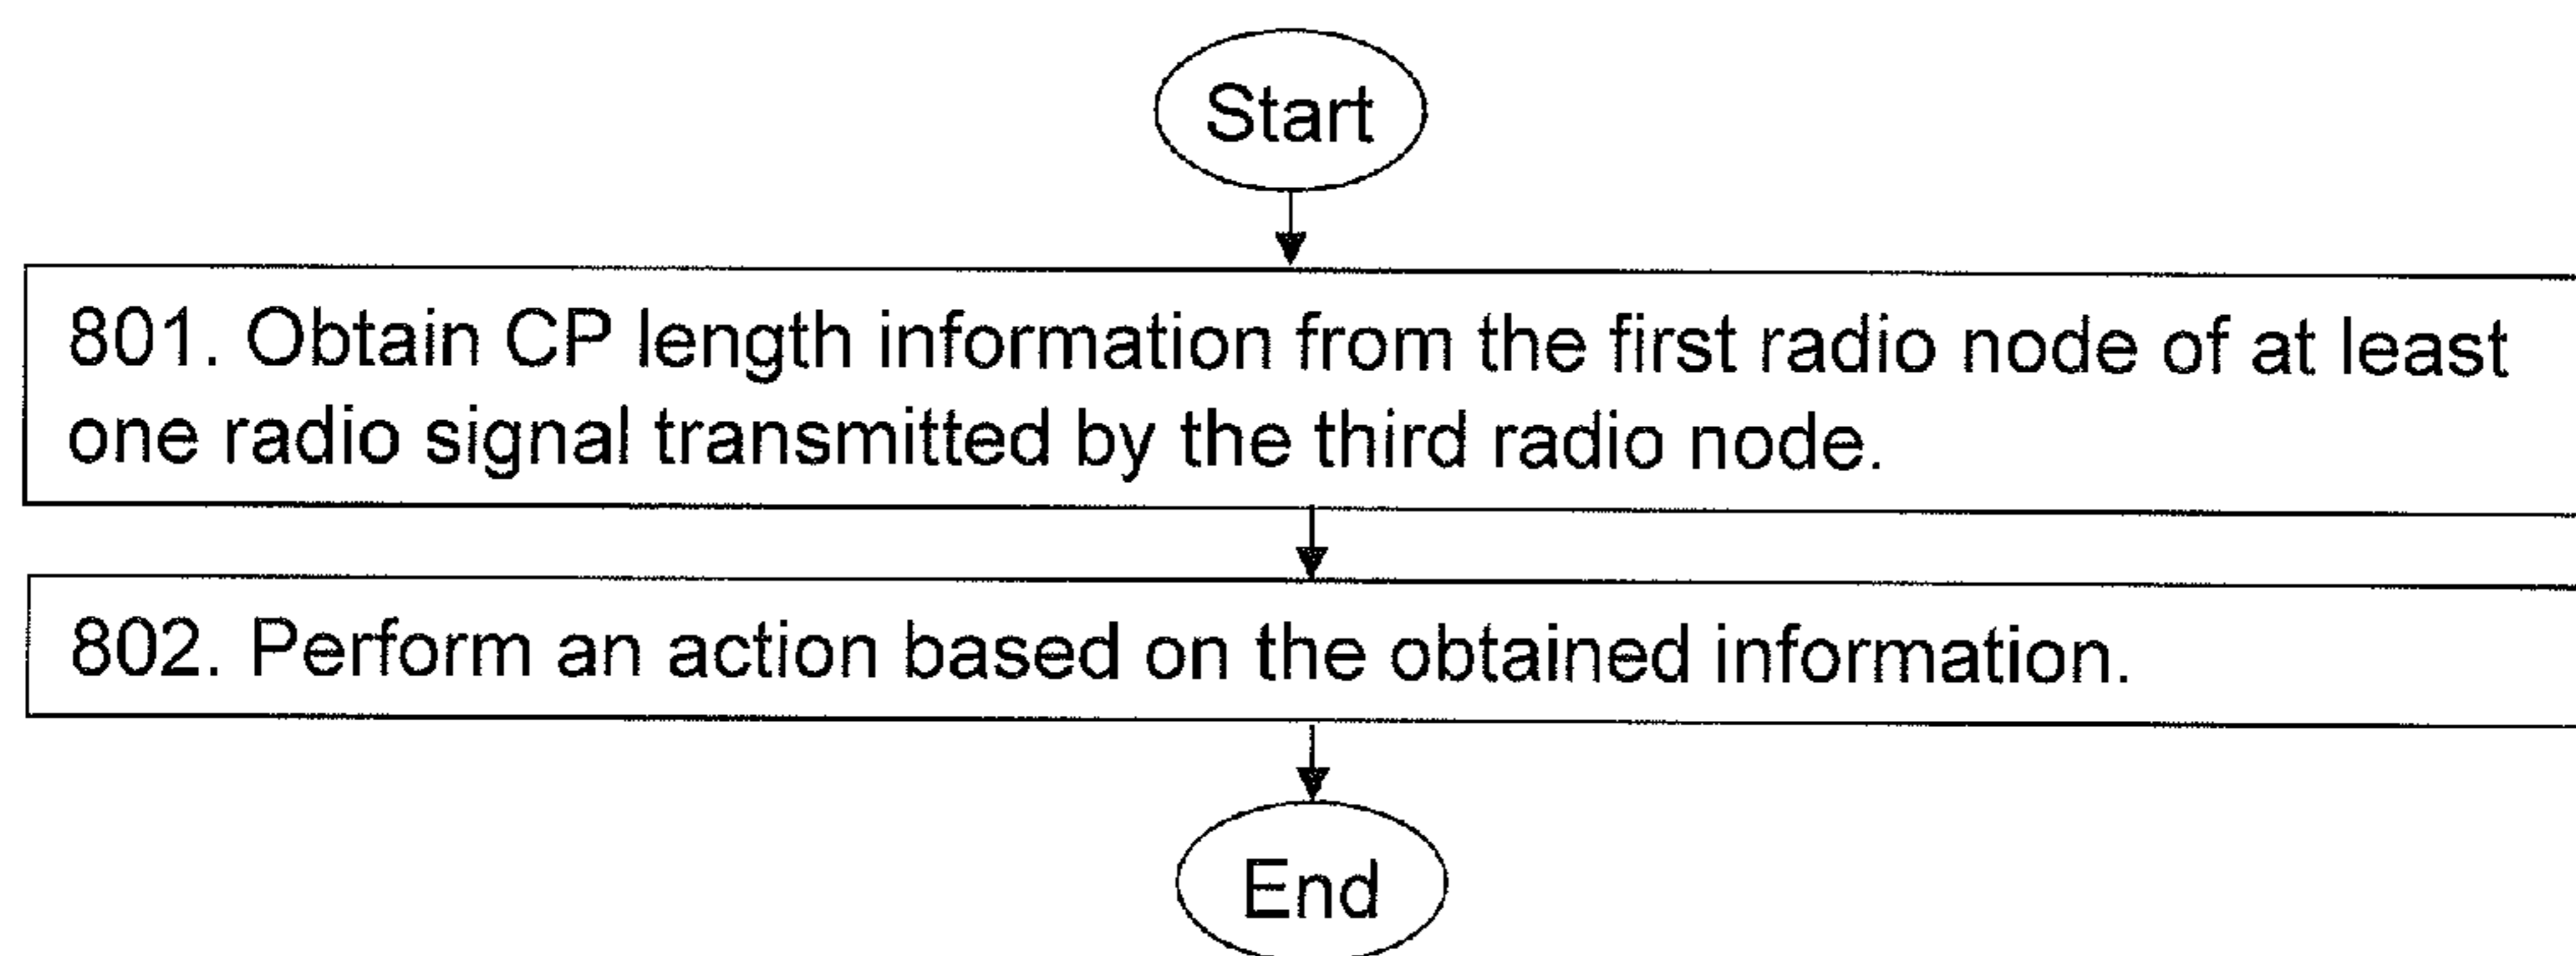 Start
801. Obtain CP length information from the first radio node of at least
one radio signal transmitted by the third radio node.
802. Perform an action based on the obtained information.
End